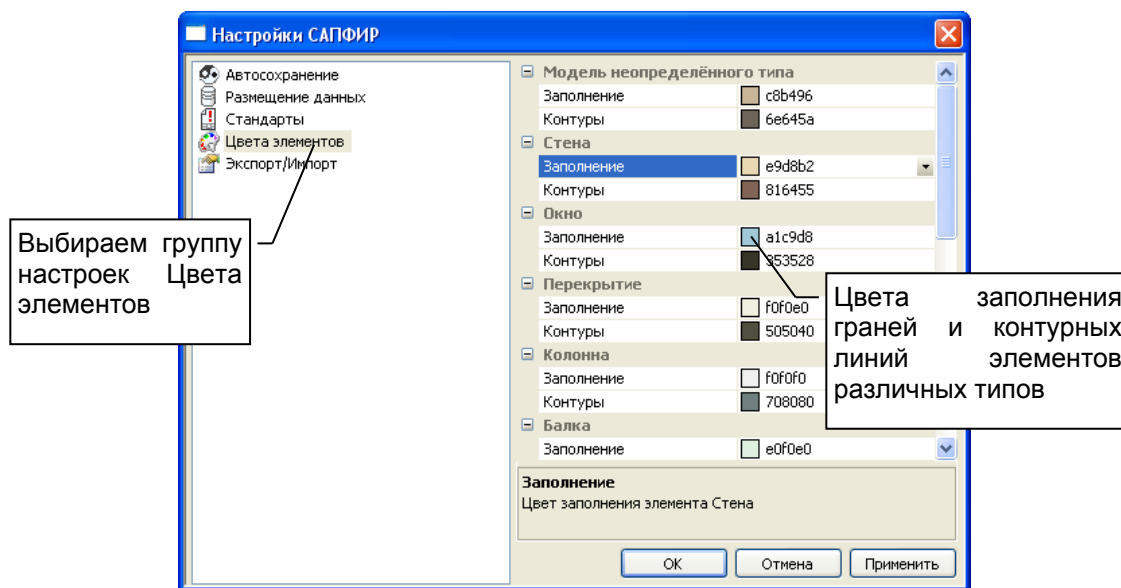 Настройки САПФИР
Автосохранение
Размещение данных
Стандарты
Цвета элементов
Экспорт/Импорт
Выбираем группу
настроек Цвета
элементов
Модель неопределённого типа
Заполнение c8b496
Контуры 6e645a
Стена
Заполнение e9d8b2
Контуры 816455
Окно
Заполнение a1c9d8
Контуры 353528
Перекрытие
Заполнение f0f0e0
Контуры 505040
Колонна
Заполнение f0f0f0
Контуры 708080
Балка
Заполнение e0f0e0
Цвета заполнения
граней и контурных
линий элементов
различных типов
Заполнение
Цвет заполнения элемента Стена
ОК Отмена Применить